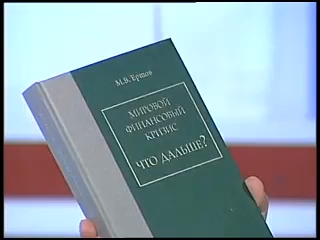 М.В. Ершов
МИРОВОЙ
ФИНАНСОВЫЙ
КРИЗИС
ЧТО ДАЛЬШЕ?